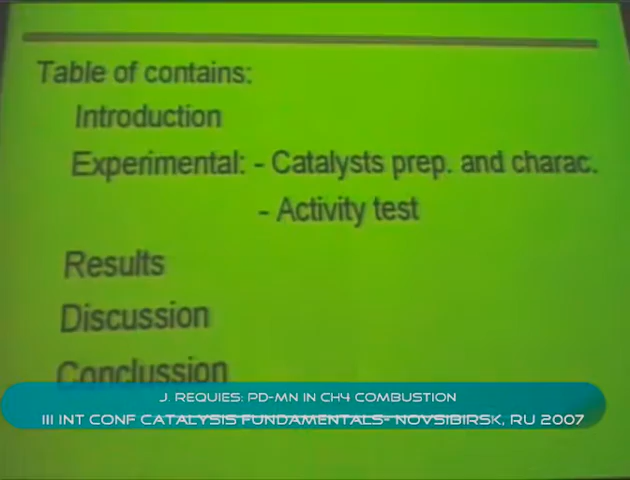 Table of contains:
Introduction
Experimental: - Catalysts prep. and charac.
- Activity test
Results
Discussion
Conclussion
J. REQUIES: PD-MN IN CH4 COMBUSTION
III INT CONF CATALYSIS FUNDAMENTALS- NOVSIBIRSK, RU 2007